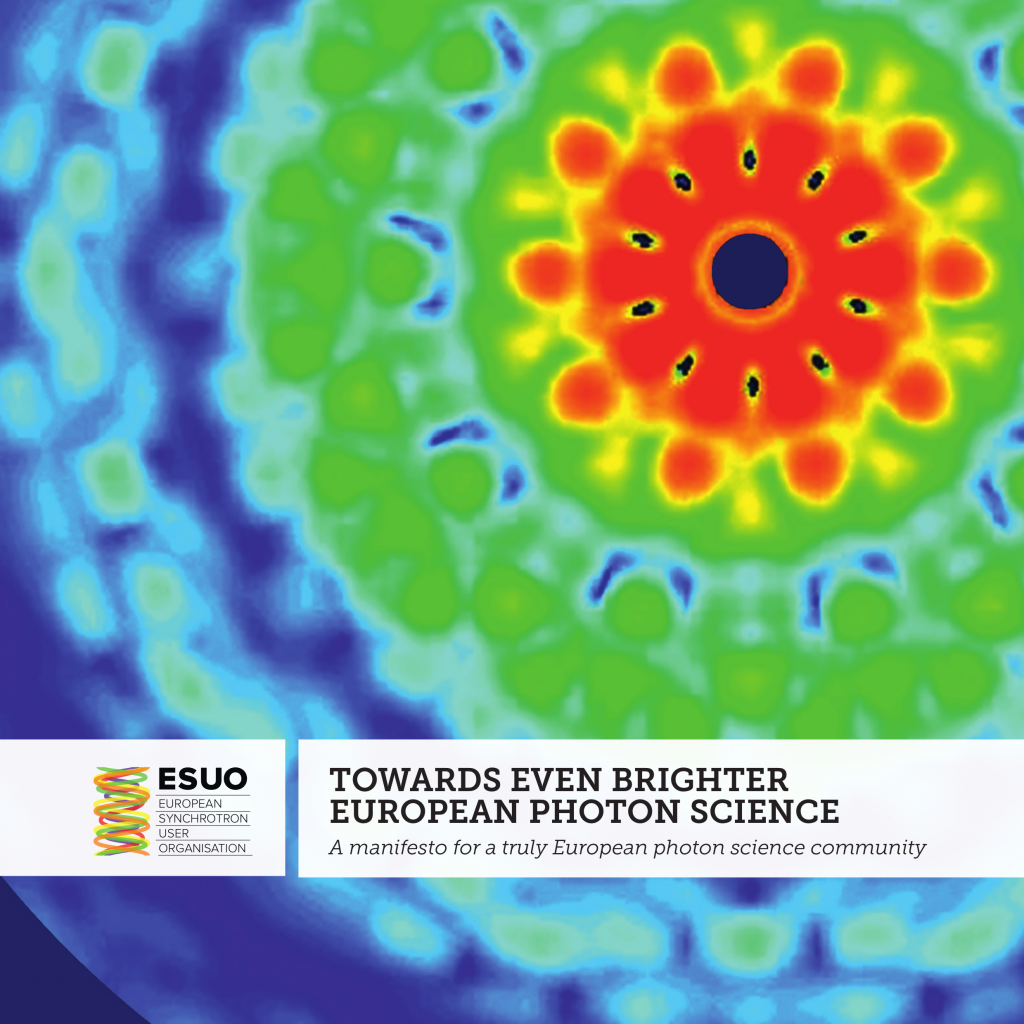 ESUO
EUROPEAN
SYNCHROTRON
USER
ORGANISATION
TOWARDS EVEN BRIGHTER
EUROPEAN PHOTON SCIENCE
A manifesto for a truly European photon science community